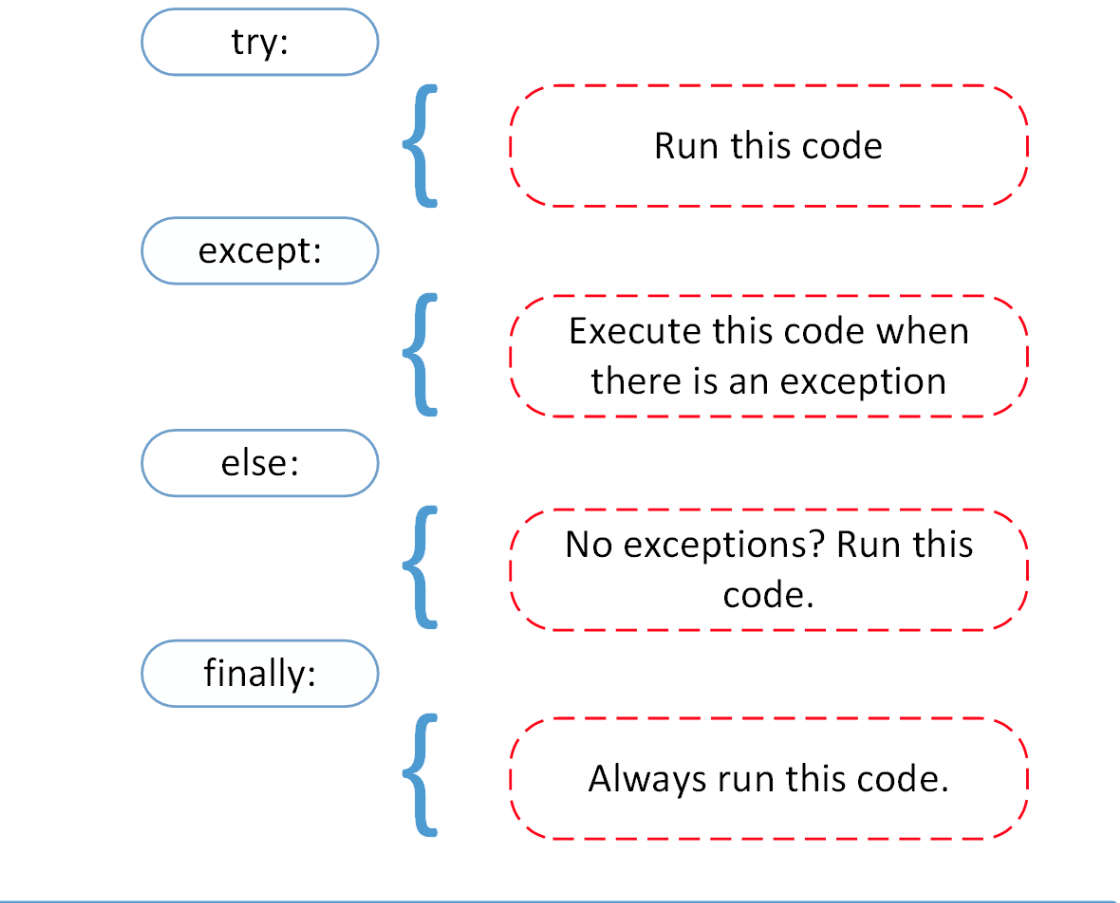 try:
Run this code
except:
Execute this code when
there is an exception
else:
No exceptions? Run this
code.
finally:
Always run this code.